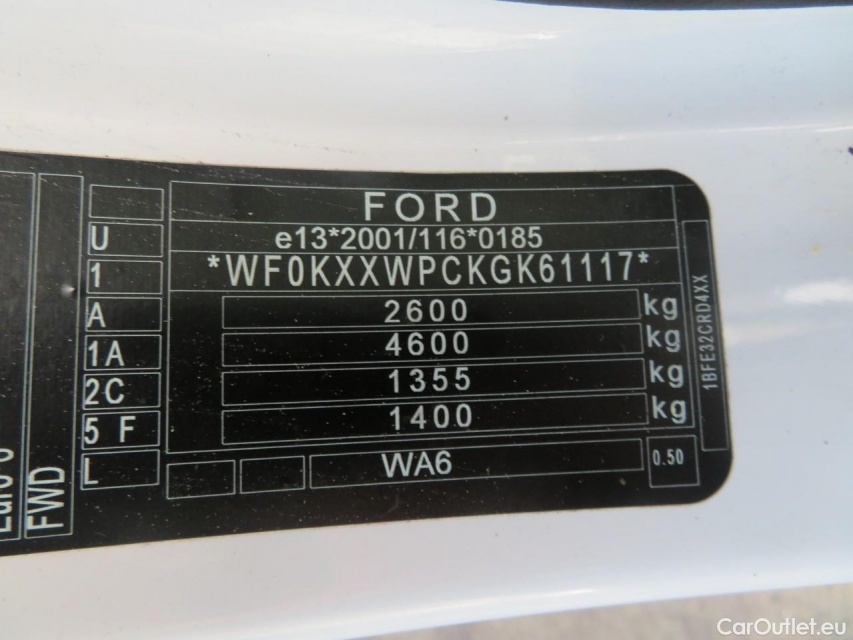 FORD
U
e13*2001/116*0185
1
*WF0KXXWPCKGK61117*
A
2600 kg
1A
4600 kg
2C
1355 kg
5 F
1400 kg
L
WA6
0.50
1BFE32CRD4XX
FWD
CarOutlet.eu